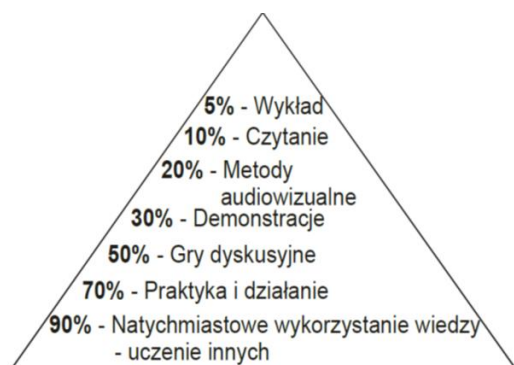 5% - Wykład
10% - Czytanie
20% - Metody
audiowizualne
30% - Demonstracje
50% - Gry dyskusyjne
70% - Praktyka i działanie
90% - Natychmiastowe wykorzystanie wiedzy
- uczenie innych